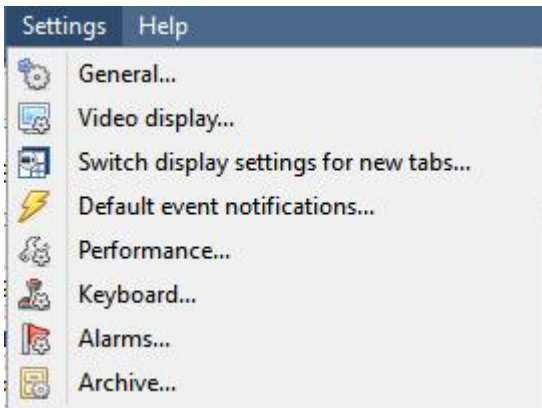 Settings Help
General...
Video display...
Switch display settings for new tabs...
Default event notifications...
Performance...
Keyboard...
Alarms...
Archive...